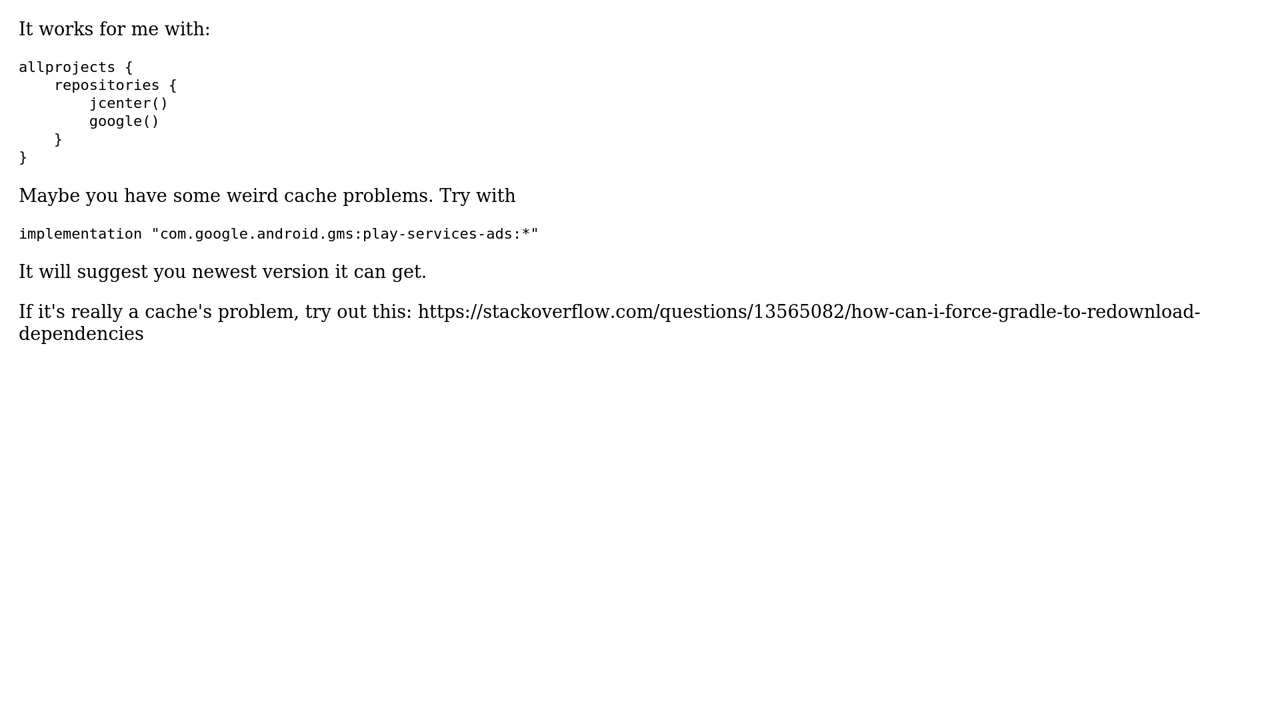 It works for me with:
allprojects {
    repositories {
        jcenter()
        google()
    }
}
Maybe you have some weird cache problems. Try with
implementation "com.google.android.gms:play-services-ads:*"
It will suggest you newest version it can get.
If it's really a cache's problem, try out this: https://stackoverflow.com/questions/13565082/how-can-i-force-gradle-to-redownload-
dependencies